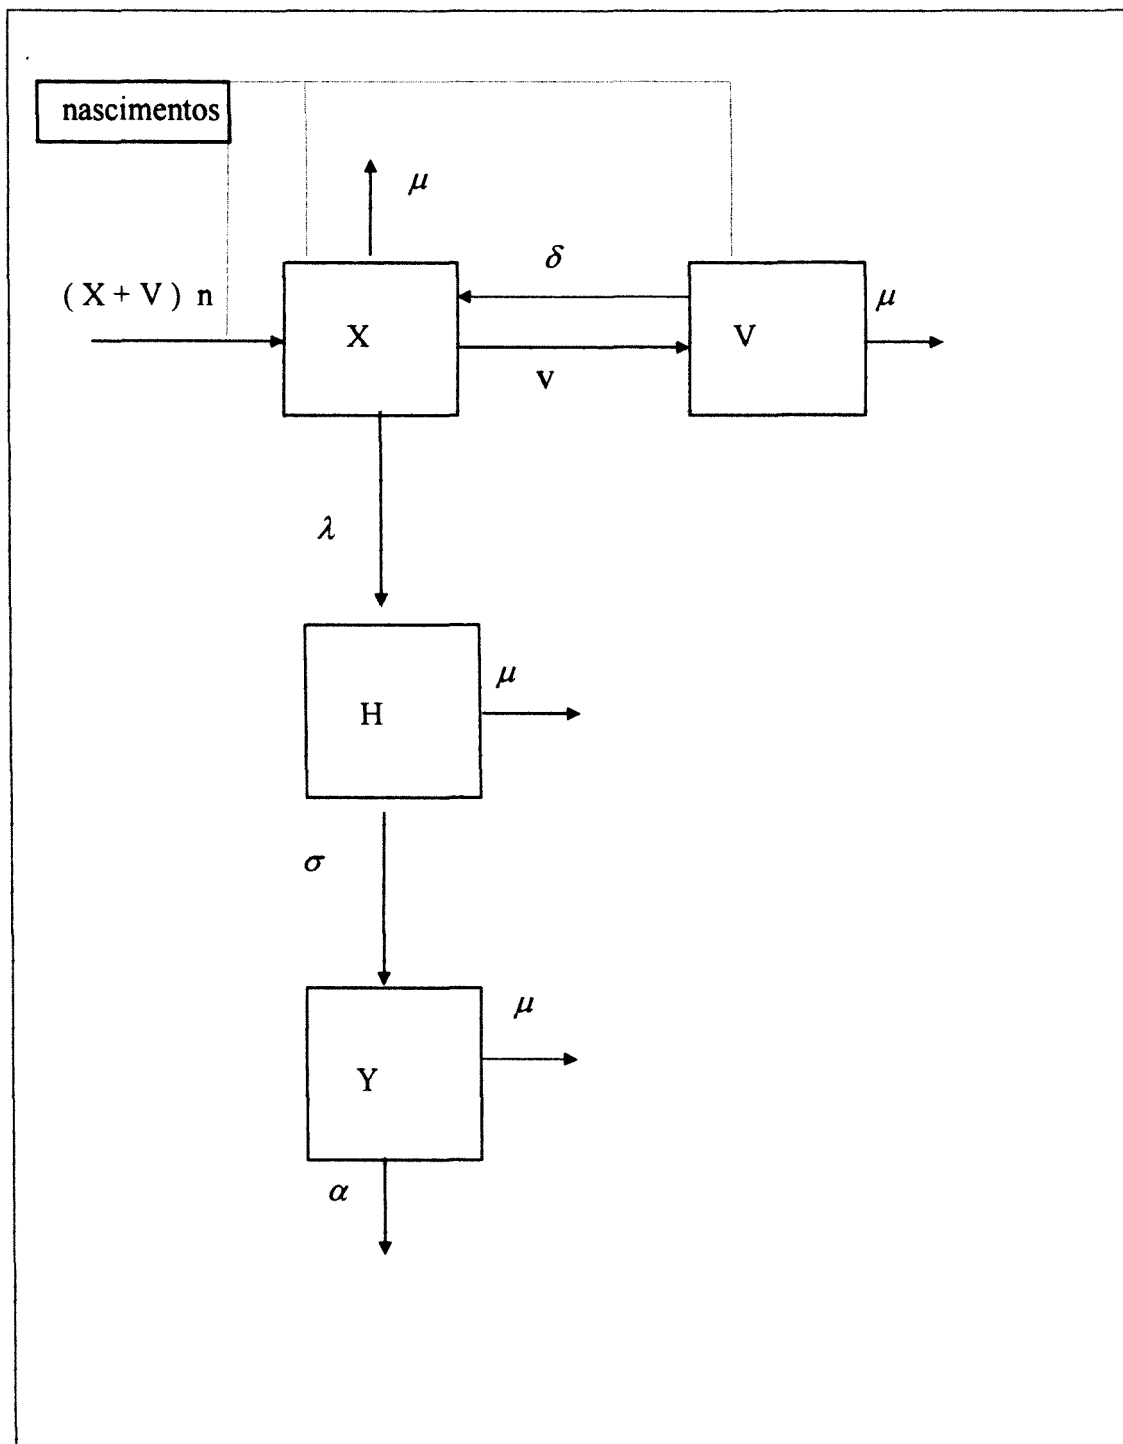 nascimentos
μ
δ
( X + V ) n
μ
X
V
v
λ
μ
H
σ
μ
Y
α